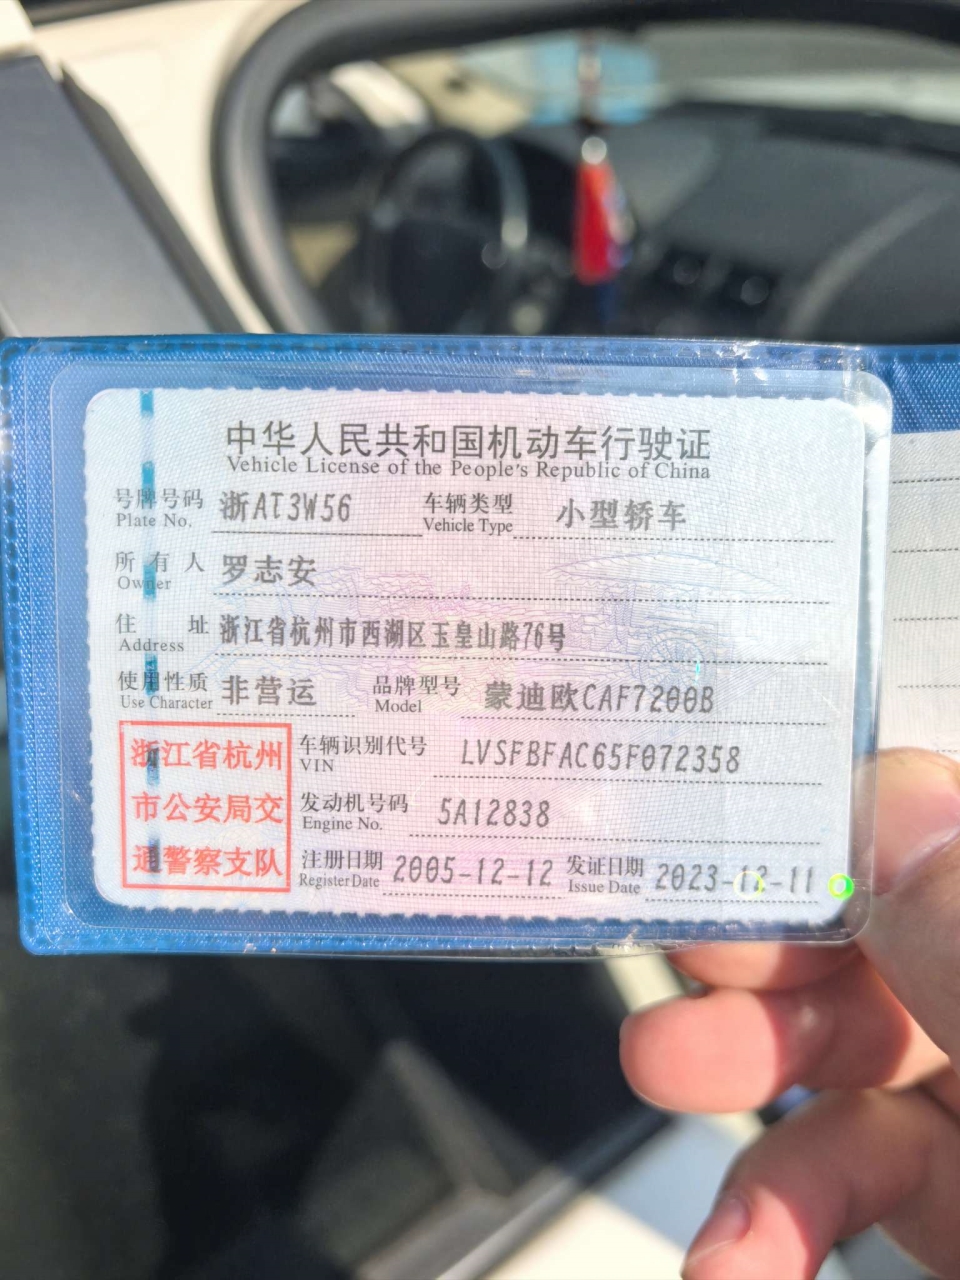 中华人民共和国机动车行驶证
Vehicle License of the People's Republic of China
号牌号码 浙AT3W56 车辆类型 小型轿车
Plate No. Vehicle Type
所有人 罗志安
Owner
住址 浙江省杭州市西湖区玉皇山路76号
Address
使用性质 非营运 品牌型号 蒙迪欧CAF7200B
Use Character Model
浙江省杭州
市公安局交
通警察支队
车辆识别代号 LVSFBFAC65F072358
VIN
发动机号码 5A12838
Engine No.
注册日期 2005-12-12 发证日期 2023-12-11
Register Date Issue Date